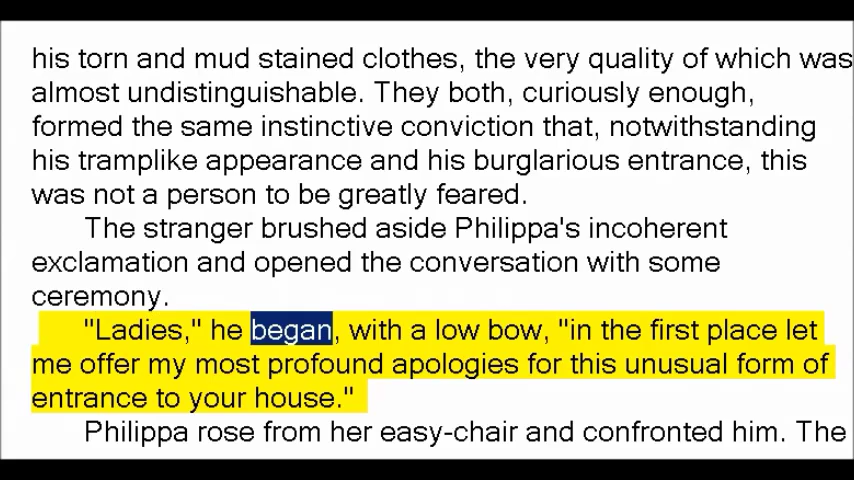 his torn and mud stained clothes, the very quality of which was
almost undistinguishable. They both, curiously enough,
formed the same instinctive conviction that, notwithstanding
his tramplike appearance and his burglarious entrance, this
was not a person to be greatly feared.
The stranger brushed aside Philippa's incoherent
exclamation and opened the conversation with some
ceremony.
"Ladies," he began, with a low bow, "in the first place let
me offer my most profound apologies for this unusual form of
entrance to your house."
Philippa rose from her easy-chair and confronted him. The